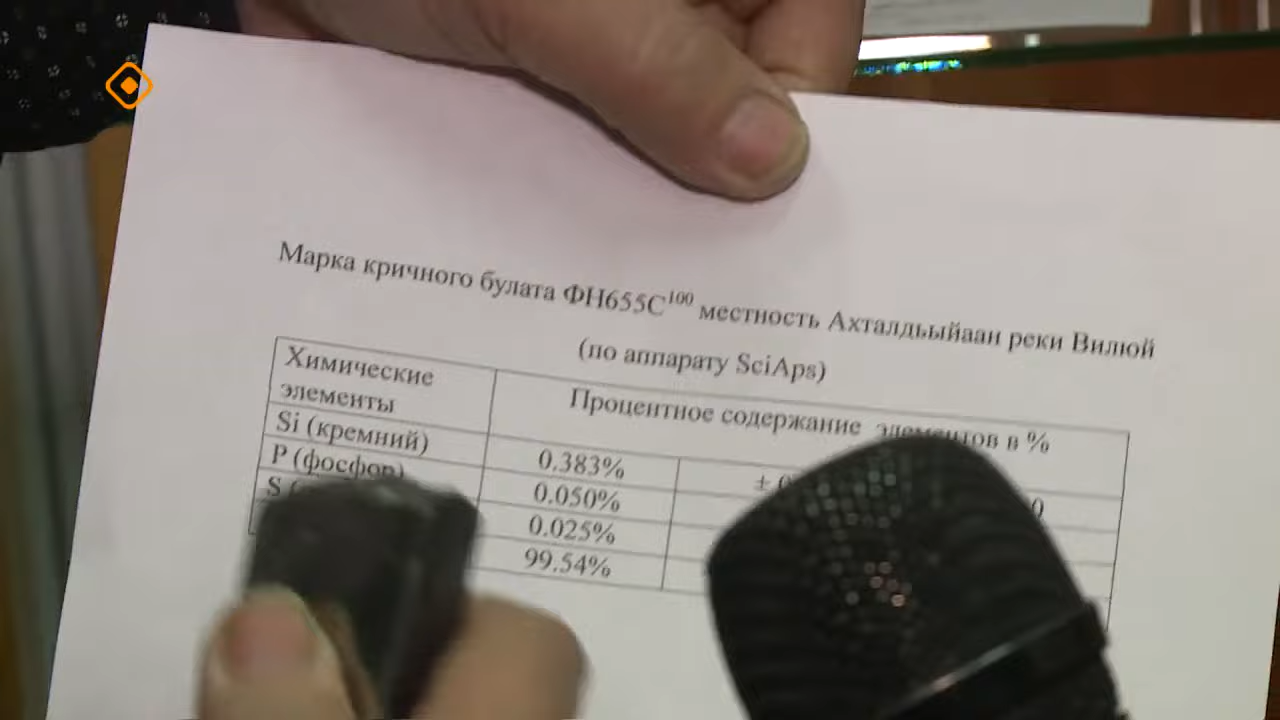 Марка кричного булата ФН655С¹⁰⁰ местность Ахталдьыйаан реки Вилюй
(по аппарату SciAps)
Химические элементы Процентное содержание элементов в %
Si (кремний) 0.383% ±
P (фосфор) 0.050%
S 0.025%
99.54%